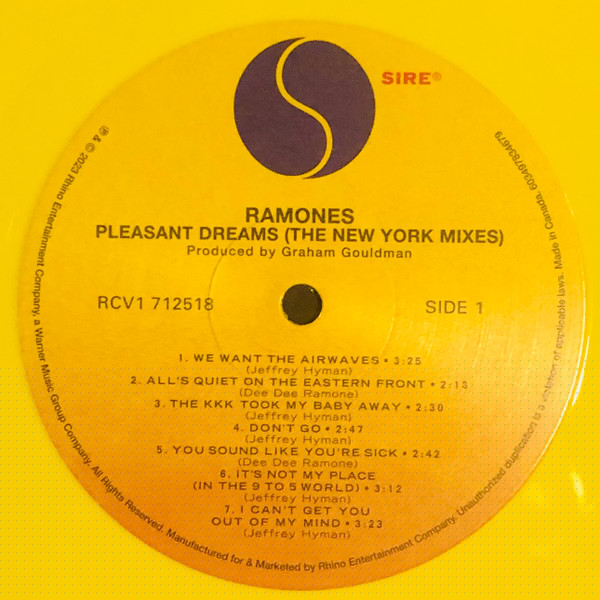 SIRE®
RAMONES
PLEASANT DREAMS (THE NEW YORK MIXES)
Produced by Graham Gouldman
RCV1 712518
SIDE 1
1. WE WANT THE AIRWAVES • 3:25
(Jeffrey Hyman)
2. ALL'S QUIET ON THE EASTERN FRONT • 2:13
(Dee Dee Ramone)
3. THE KKK TOOK MY BABY AWAY • 2:30
(Jeffrey Hyman)
4. DON'T GO • 2:47
(Jeffrey Hyman)
5. YOU SOUND LIKE YOU'RE SICK • 2:42
(Dee Dee Ramone)
6. IT'S NOT MY PLACE
(IN THE 9 TO 5 WORLD) • 3:12
(Jeffrey Hyman)
7. I CAN'T GET YOU
OUT OF MY MIND • 3:23
(Jeffrey Hyman)
℗ & © 2023 Rhino Entertainment Company, a Warner Music Group Company. All Rights Reserved. Manufactured for & Marketed by Rhino Entertainment Company. Unauthorized duplication is a violation of applicable laws. Made in Canada. 603497834679